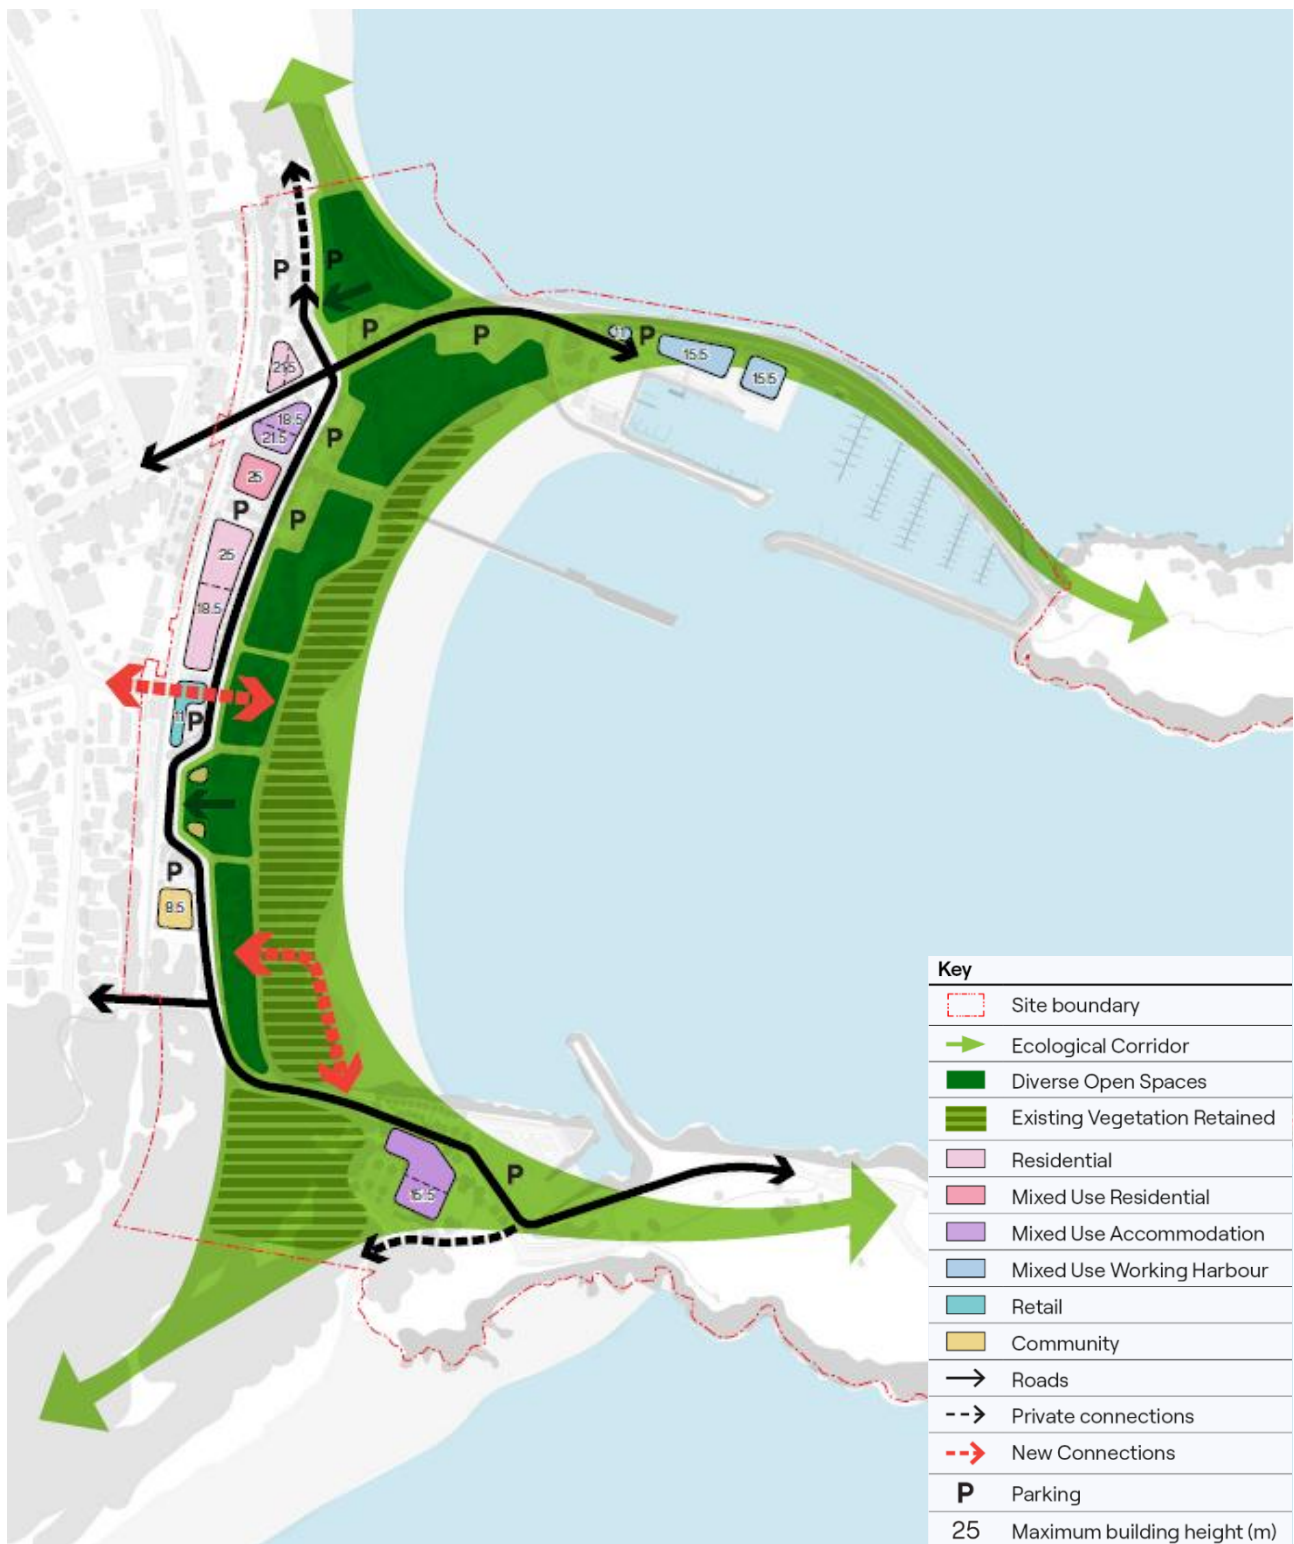 P
P
P
P
P
11
15.5
15.5
21.5
18.5
21.5
P
25
P
P
25
18.5
11
P
P
8.5
P
15.5
Key
Site boundary
Ecological Corridor
Diverse Open Spaces
Existing Vegetation Retained
Residential
Mixed Use Residential
Mixed Use Accommodation
Mixed Use Working Harbour
Retail
Community
Roads
Private connections
New Connections
P Parking
25 Maximum building height (m)